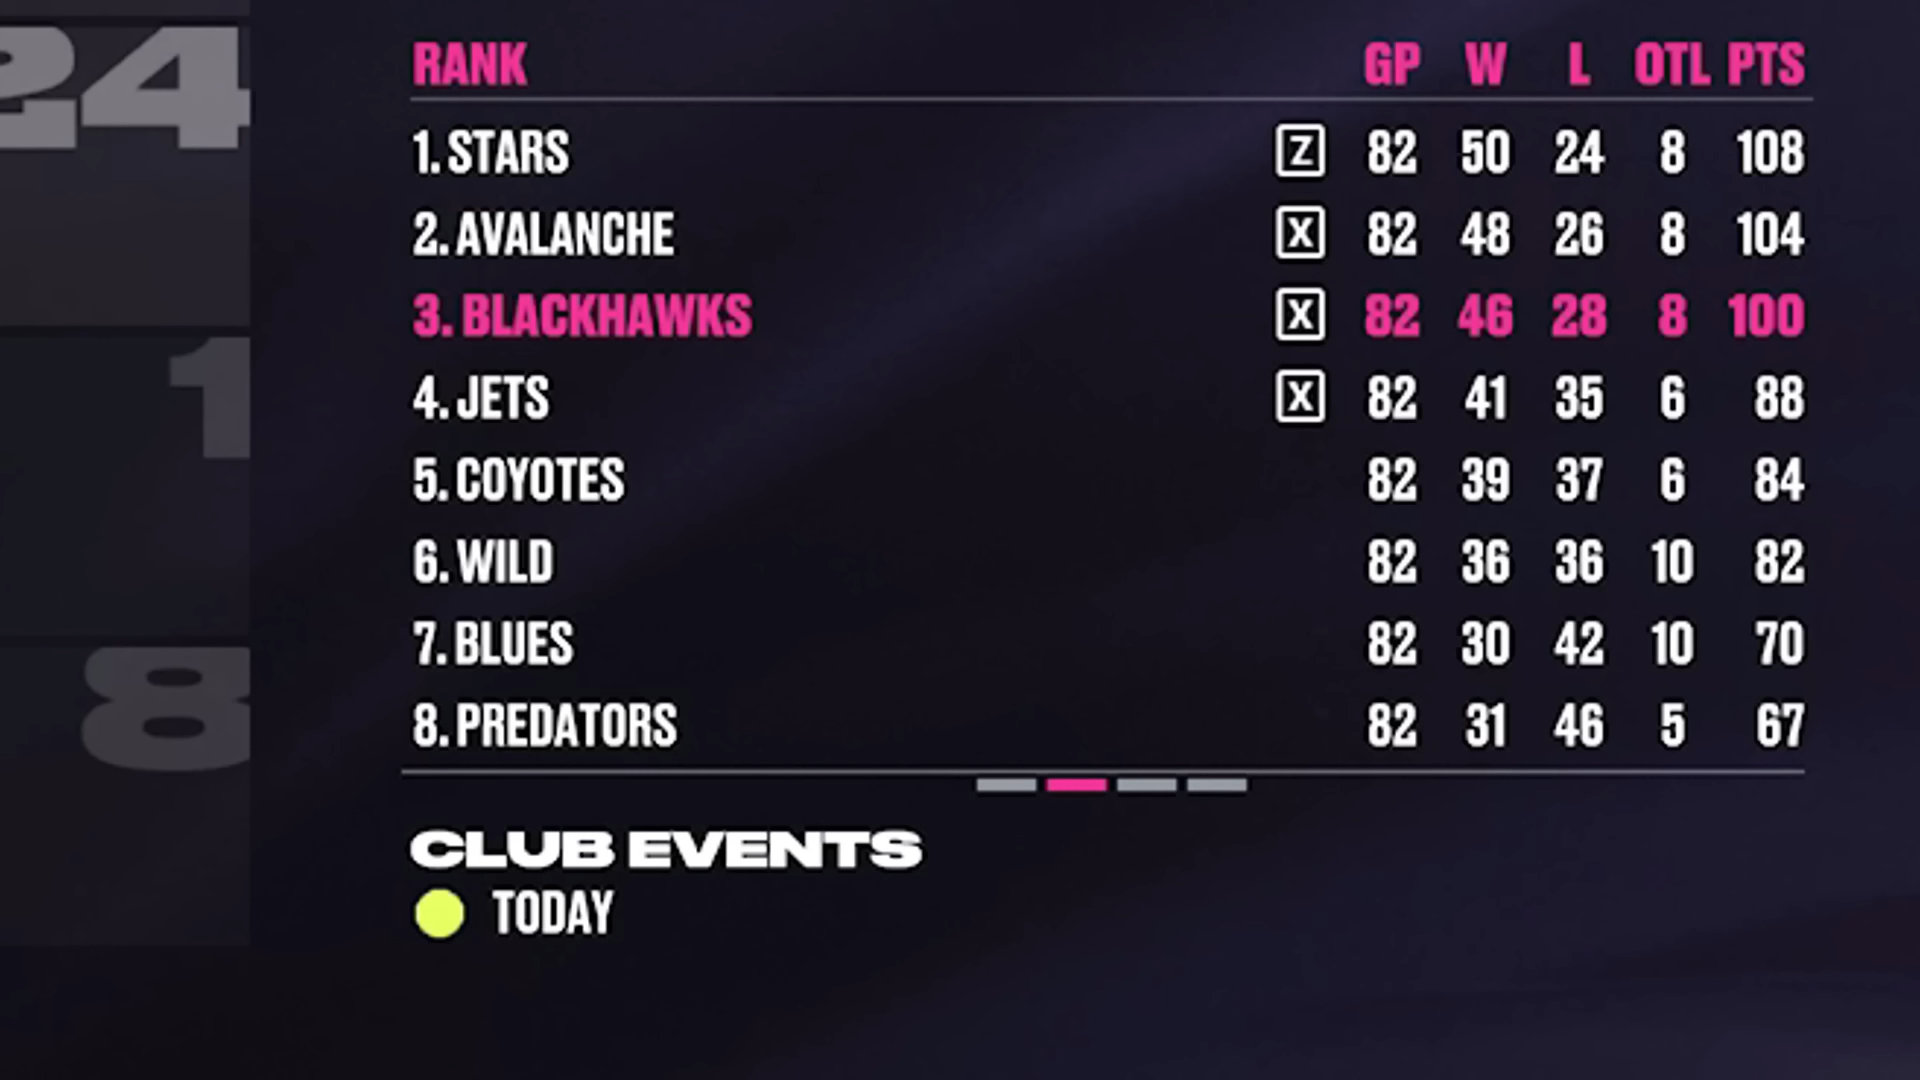 24
1
8
RANK GP W L OTL PTS
1. STARS Z 82 50 24 8 108
2. AVALANCHE X 82 48 26 8 104
3. BLACKHAWKS X 82 46 28 8 100
4. JETS X 82 41 35 6 88
5. COYOTES 82 39 37 6 84
6. WILD 82 36 36 10 82
7. BLUES 82 30 42 10 70
8. PREDATORS 82 31 46 5 67
CLUB EVENTS
TODAY